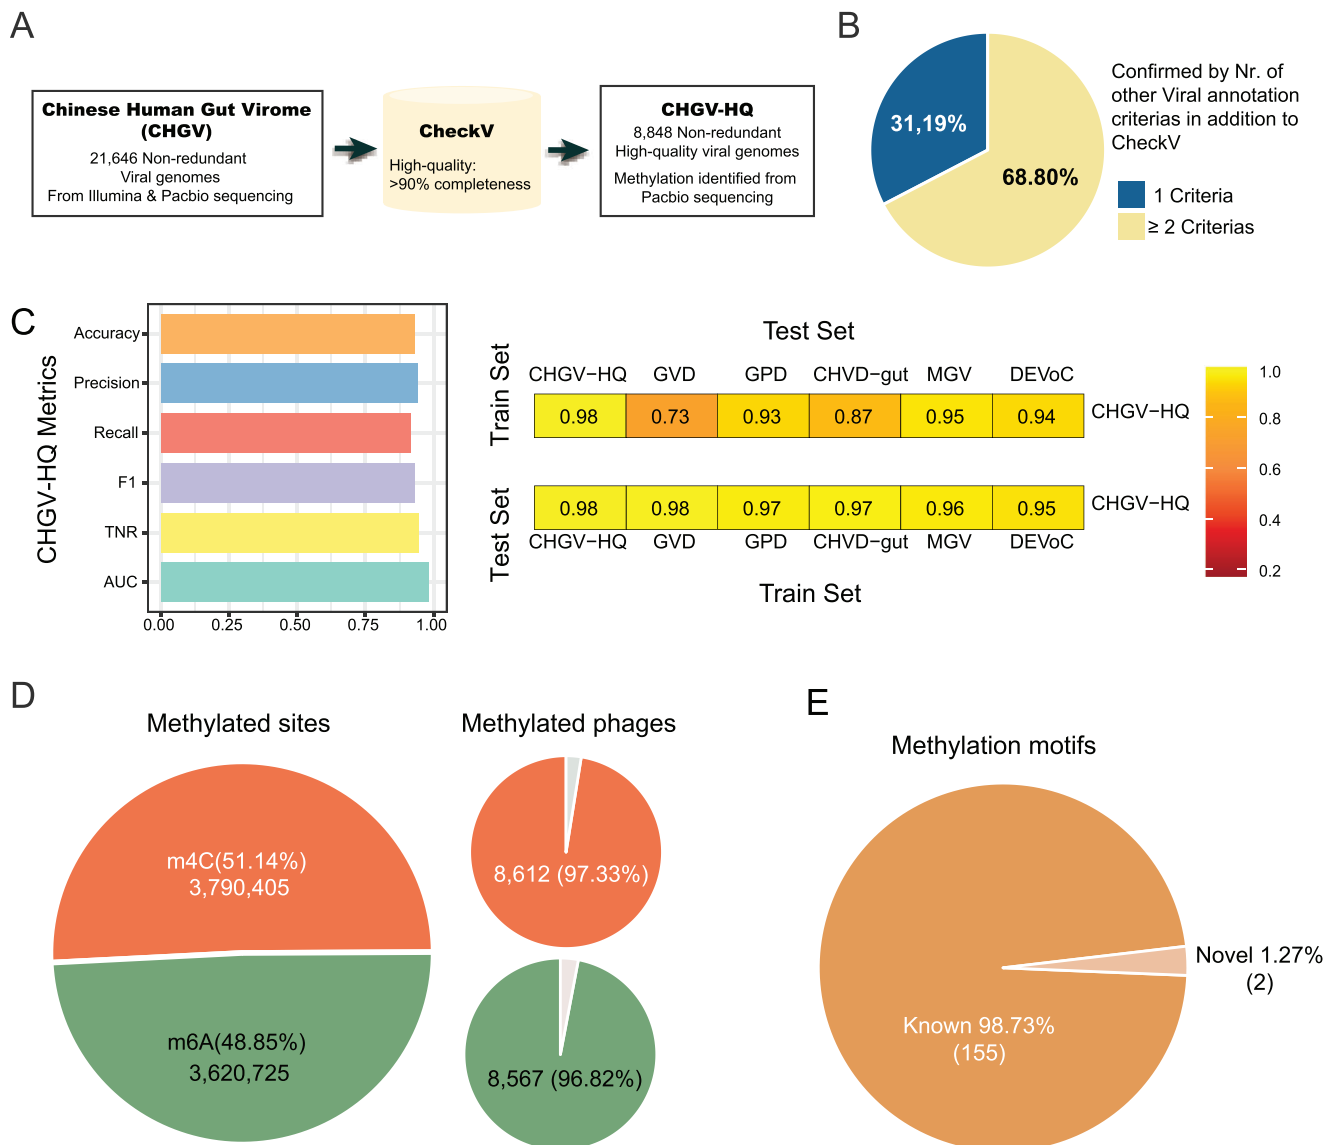 A
Chinese Human Gut Virome
(CHGV)
21,646 Non-redundant
Viral genomes
From Illumina & Pacbio sequencing
CheckV
High-quality:
>90% completeness
CHGV-HQ
8,848 Non-redundant
High-quality viral genomes
Methylation identified from
Pacbio sequencing
B
31,19%
68.80%
Confirmed by Nr. of
other Viral annotation
criterias in addition to
CheckV
1 Criteria
≥ 2 Criterias
C
CHGV-HQ Metrics
Accuracy
Precision
Recall
F1
TNR
AUC
0.00 0.25 0.50 0.75 1.00
Test Set
Train Set
CHGV−HQ GVD GPD CHVD−gut MGV DEVoC
0.98 0.73 0.93 0.87 0.95 0.94
CHGV−HQ
Test Set
0.98 0.98 0.97 0.97 0.96 0.95
CHGV−HQ
CHGV−HQ GVD GPD CHVD−gut MGV DEVoC
Train Set
1.0
0.8
0.6
0.4
0.2
D
Methylated sites
m4C(51.14%)
3,790,405
m6A(48.85%)
3,620,725
Methylated phages
8,612 (97.33%)
8,567 (96.82%)
E
Methylation motifs
Novel 1.27%
(2)
Known 98.73%
(155)